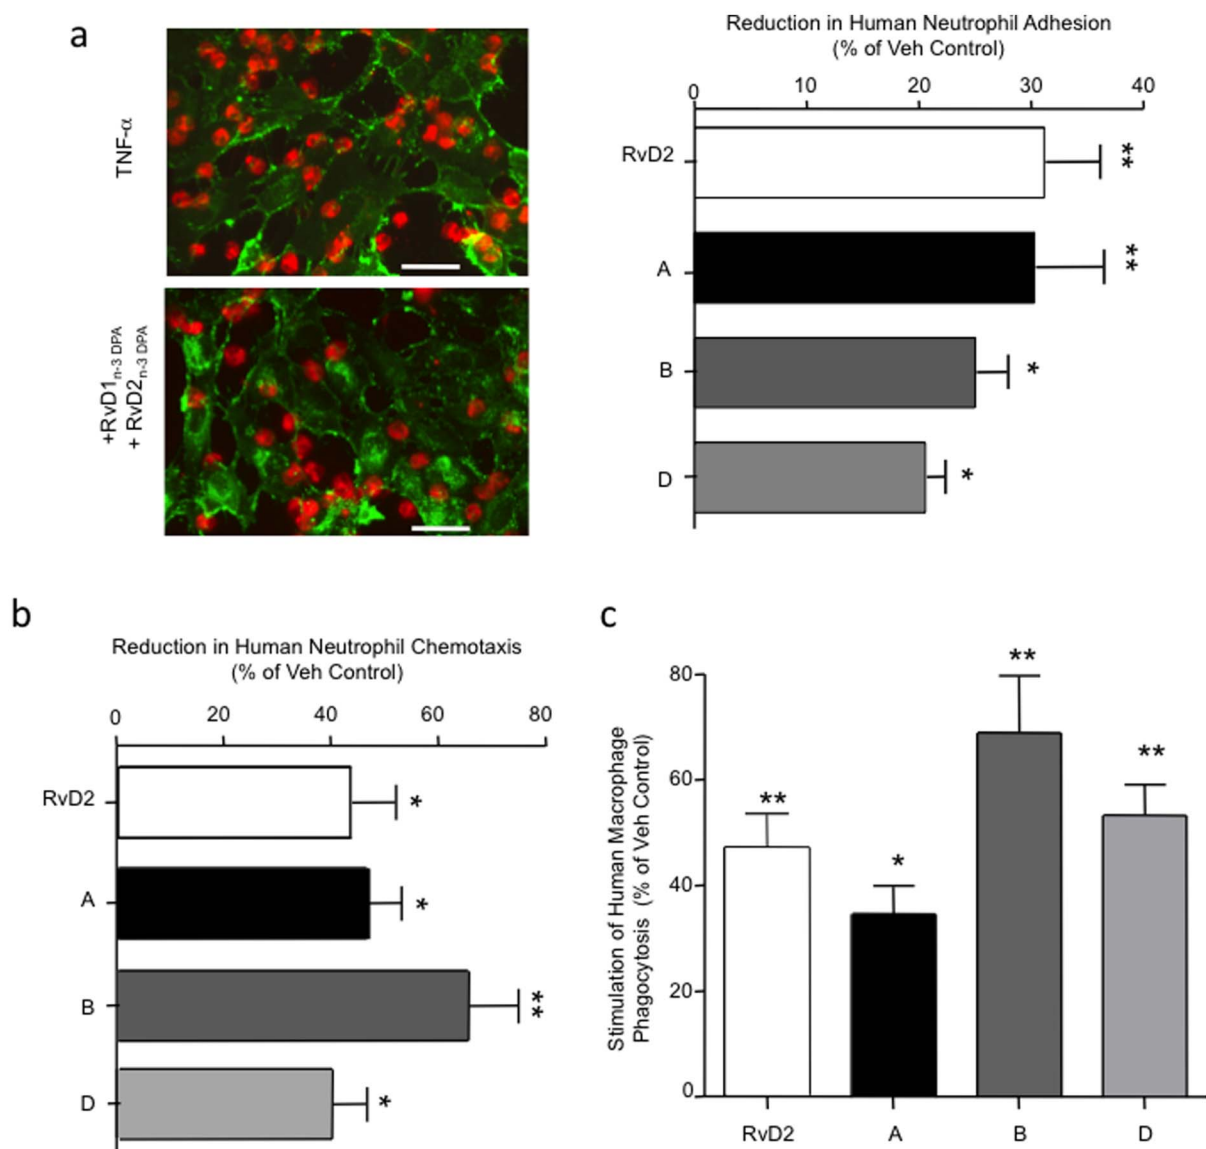 a
TNF-α
+RvD1n-3 DPA
+ RvD2n-3 DPA
Reduction in Human Neutrophil Adhesion
(% of Veh Control)
0 10 20 30 40
RvD2 **
A **
B *
D *
b
Reduction in Human Neutrophil Chemotaxis
(% of Veh Control)
0 20 40 60 80
RvD2 *
A *
B **
D *
c
Stimulation of Human Macrophage
Phagocytosis (% of Veh Control)
80
60
40
20
0
** * ** **
RvD2 A B D